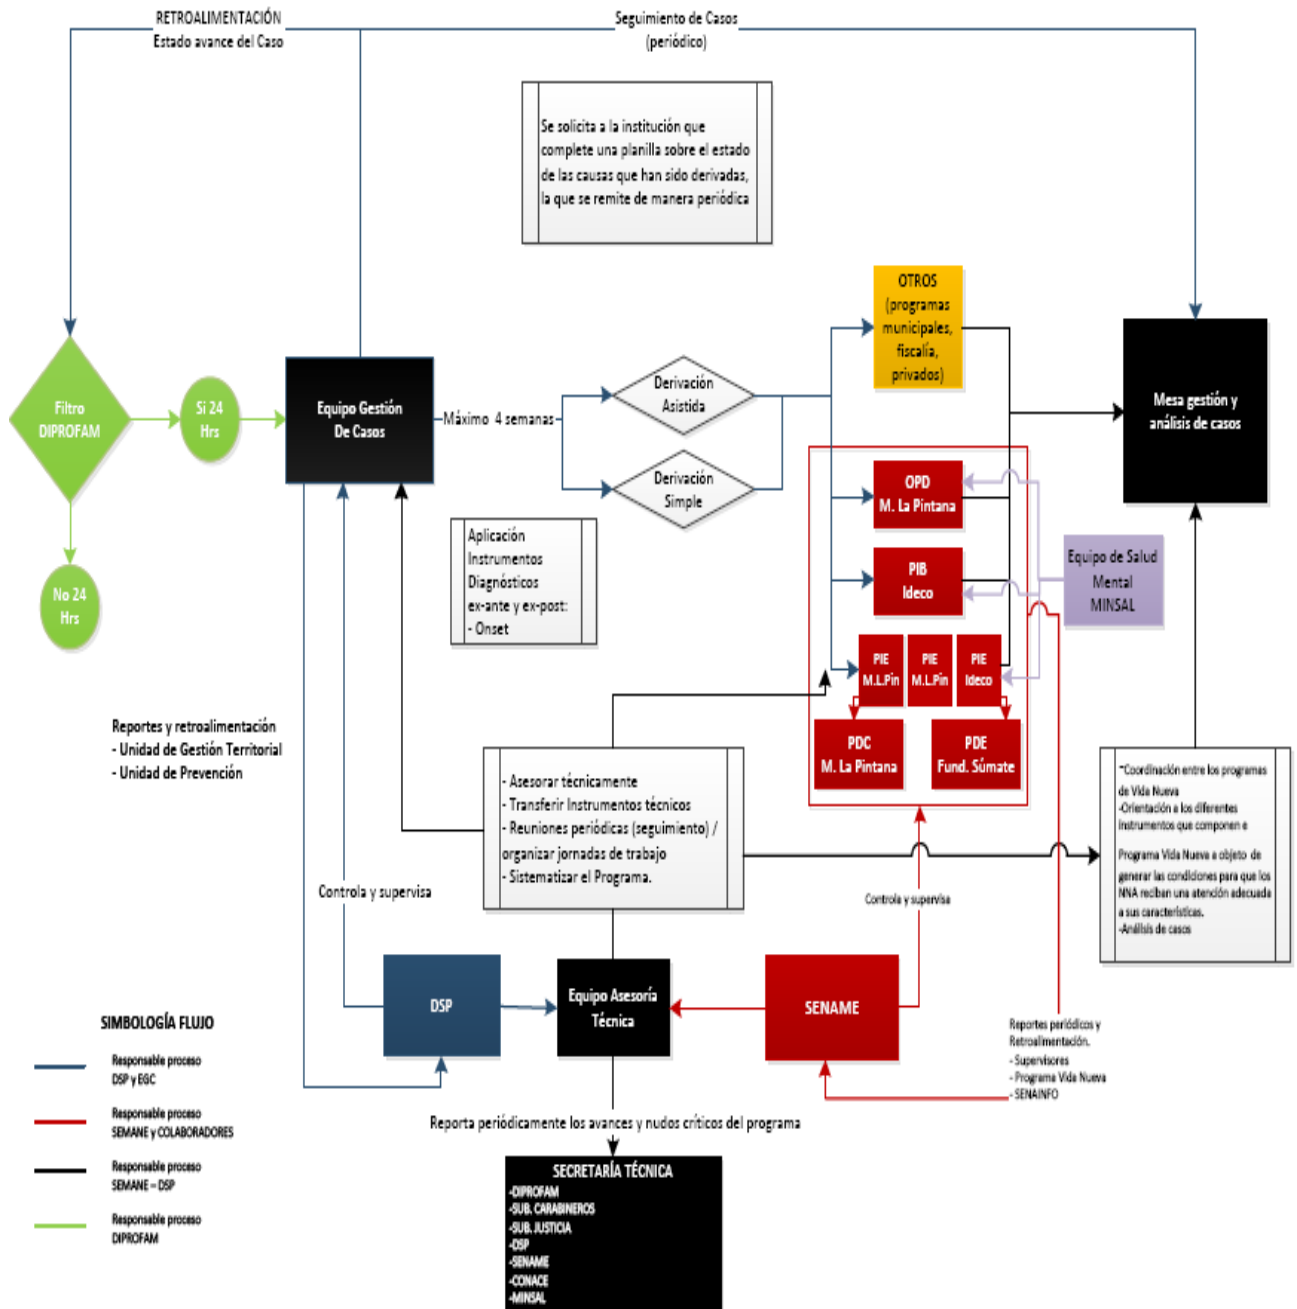 RETROALIMENTACIÓN
Estado avance del Caso
Seguimiento de Casos
(periódico)
Se solicita a la institución que
complete una planilla sobre el estado
de las causas que han sido derivadas,
la que se remite de manera periódica
OTROS
(programas
municipales,
fiscalía,
privados)
Filtro
DIPROFAM
Si 24
Hrs
Equipo Gestión
De Casos
Máximo 4 semanas
Derivación
Asistida
Derivación
Simple
Mesa gestión y
análisis de casos
OPD
M. La Pintana
Aplicación
Instrumentos
Diagnósticos
ex-ante y ex-post:
- Onset
PIB
Ideco
Equipo de Salud
Mental
MINSAL
No 24
Hrs
PIE
M.L.Pin
PIE
M.L.Pin
PIE
Ideco
Reportes y retroalimentación
- Unidad de Gestión Territorial
- Unidad de Prevención
PDC
M. La Pintana
PDE
Fund. Súmate
- Asesorar técnicamente
- Transferir Instrumentos técnicos
- Reuniones periódicas (seguimiento) /
organizar jornadas de trabajo
- Sistematizar el Programa.
-Coordinación entre los programas
de Vida Nueva
-Orientación a los diferentes
instrumentos que componen e
Programa Vida Nueva a objeto de
generar las condiciones para que los
NNA reciban una atención adecuada
a sus características.
-Análisis de casos
Controla y supervisa
Controla y supervisa
DSP
Equipo Asesoría
Técnica
SENAME
Reportes periódicos y
Retroalimentación.
- Supervisores
- Programa Vida Nueva
- SENAINFO
SIMBOLOGÍA FLUJO
Responsable proceso
DSP y EGC
Responsable proceso
SEMANE y COLABORADORES
Responsable proceso
SEMANE – DSP
Responsable proceso
DIPROFAM
Reporta periódicamente los avances y nudos críticos del programa
SECRETARÍA TÉCNICA
-DIPROFAM
-SUB. CARABINEROS
-SUB. JUSTICIA
-DSP
-SENAME
-CONACE
-MINSAL